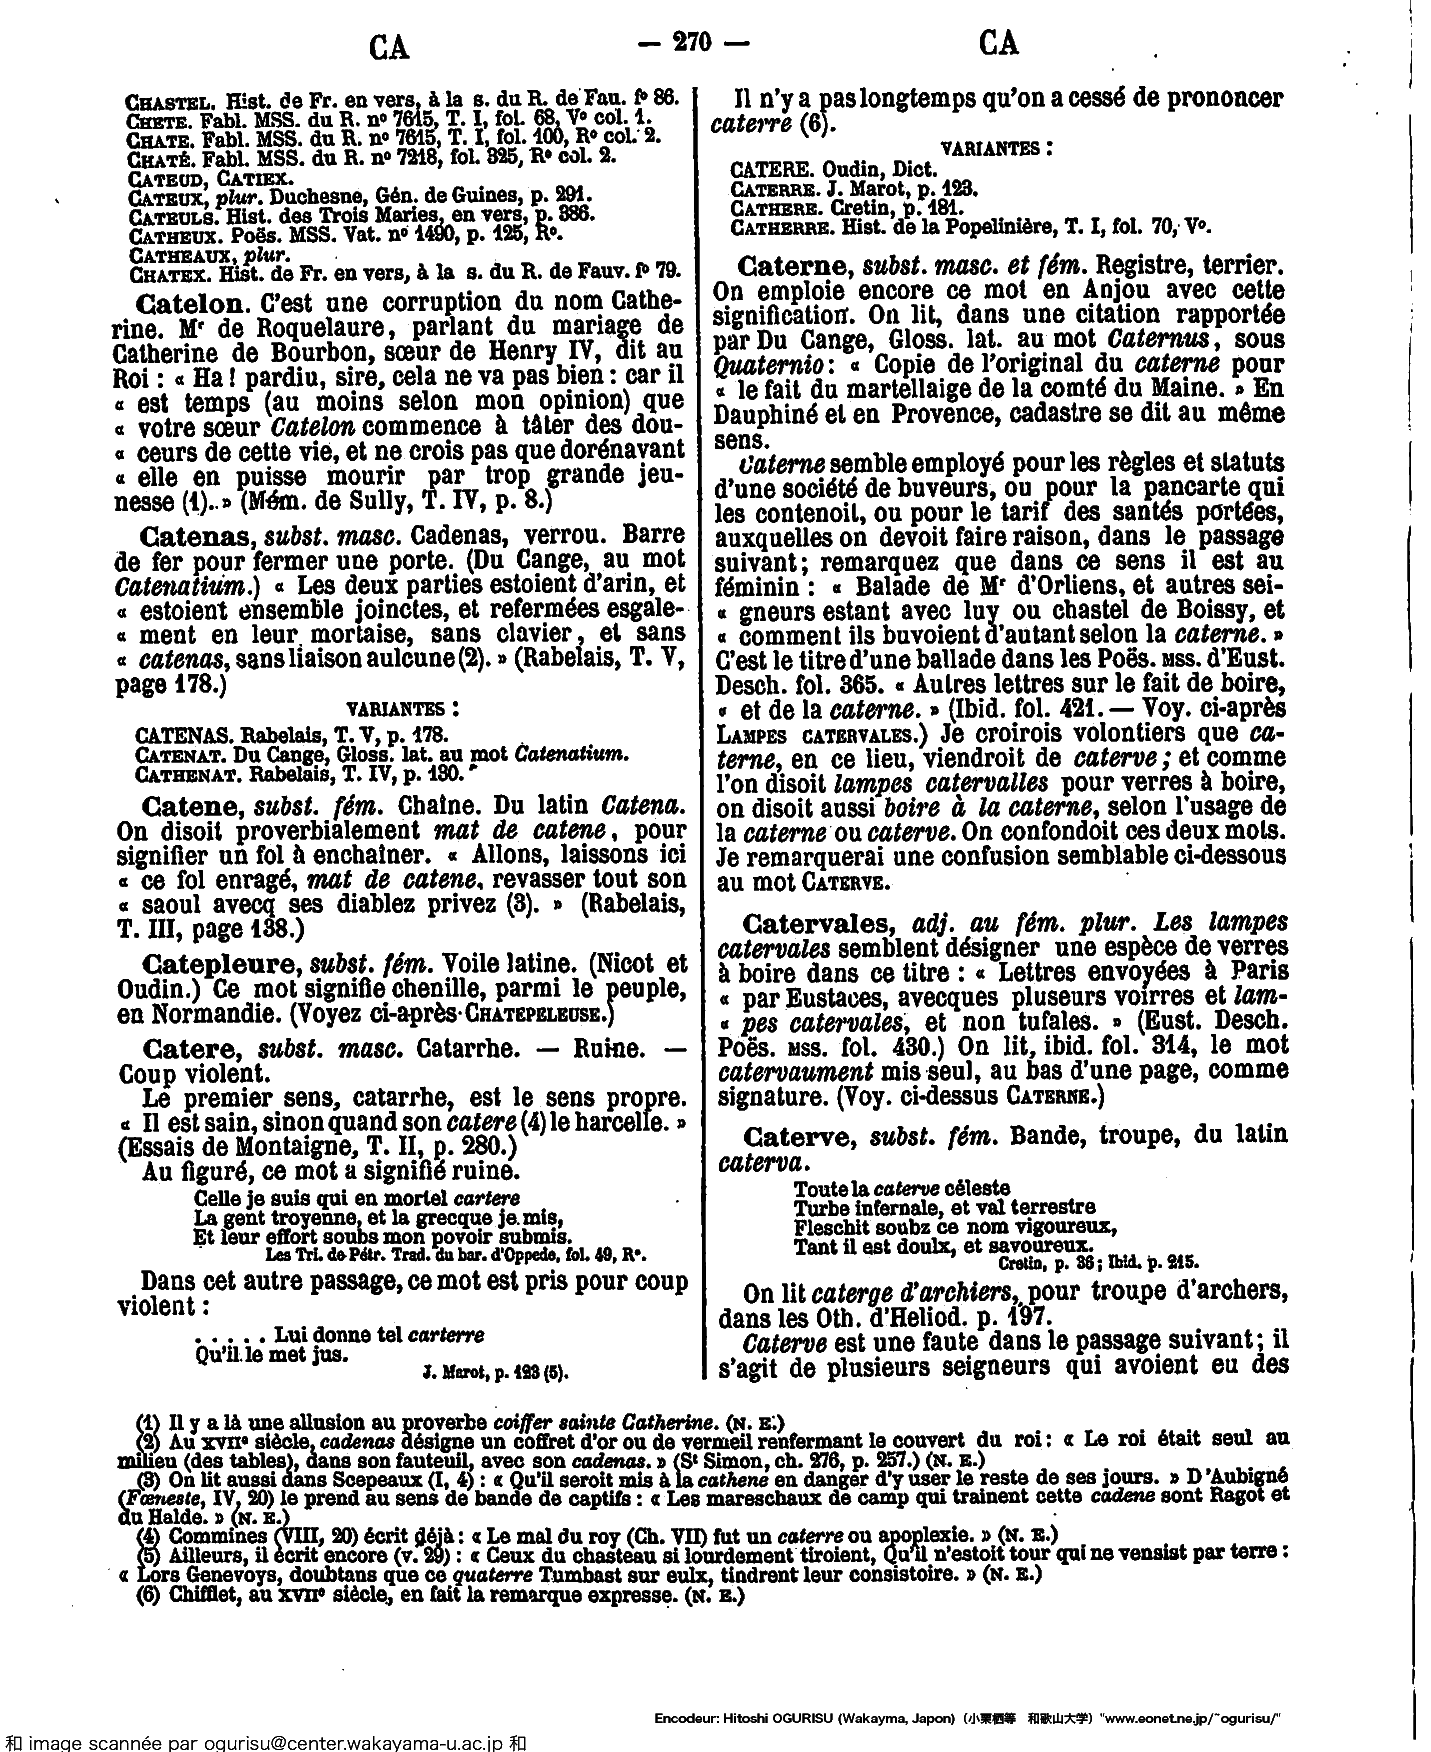 CA
— 270 —
CA
CHASTEL. Hist. de Fr. en vers, à la s. du R. de Fau. fº 86.
CHETE. Fabl. MSS. du R. nº 7615, T. I, fol. 68, Vº col. 1.
CHATE. Fabl. MSS. du R. nº 7615, T. I, fol. 100, Rº col. 2.
CHATÉ. Fabl. MSS. du R. nº 7218, fol. 325, Rº col. 2.
CATEUD, CATIEX.
CATEUX, plur. Duchesne, Gén. de Guines, p. 291.
CATEULS. Hist. des Trois Maries, en vers, p. 386.
CATHEUX. Poës. MSS. Vat. nº 1490, p. 125, Rº.
CATHEAUX, plur.
CHATEX. Hist. de Fr. en vers, à la s. du R. de Fauv. fº 79.
Catelon. C'est une corruption du nom Cathe-
rine. Mr de Roquelaure, parlant du mariage de
Catherine de Bourbon, sœur de Henry IV, dit au
Roi : « Ha ! pardiu, sire, cela ne va pas bien : car il
« est temps (au moins selon mon opinion) que
« votre sœur Catelon commence à tâter des dou-
« ceurs de cette vie, et ne crois pas que dorénavant
« elle en puisse mourir par trop grande jeu-
nesse (1). » (Mém. de Sully, T. IV, p. 8.)
Catenas, subst. masc. Cadenas, verrou. Barre
de fer pour fermer une porte. (Du Cange, au mot
Catenatium.) « Les deux parties estoient d'arin, et
« estoient ensemble joinctes, et refermées esgale-
« ment en leur mortaise, sans clavier, et sans
« catenas, sans liaison aulcune (2). » (Rabelais, T. V,
page 178.)
VARIANTES :
CATENAS. Rabelais, T. V, p. 178.
CATENAT. Du Cange, Gloss. lat. au mot Catenatium.
CATHENAT. Rabelais, T. IV, p. 130.
Catene, subst. fém. Chaîne. Du latin Catena.
On disoit proverbialement mat de catene, pour
signifier un fol à enchaîner. « Allons, laissons ici
« ce fol enragé, mat de catene, revasser tout son
« saoul avecq ses diablez privez (3). » (Rabelais,
T. III, page 138.)
Catepleure, subst. fém. Voile latine. (Nicot et
Oudin.) Ce mot signifie chenille, parmi le peuple,
en Normandie. (Voyez ci-après CHATEPELEUSE.)
Catere, subst. masc. Catarrhe. — Ruine. —
Coup violent.
Le premier sens, catarrhe, est le sens propre.
« Il est sain, sinon quand son catere (4) le harcelle. »
(Essais de Montaigne, T. II, p. 280.)
Au figuré, ce mot a signifié ruine.
Celle je suis qui en mortel cartere
La gent troyenne, et la grecque je mis,
Et leur effort soubs mon povoir submis.
Les Tri. de Pétr. Trad. du bar. d'Oppede, fol. 49, Rº.
Dans cet autre passage, ce mot est pris pour coup
violent :
. . . . . Lui donne tel carterre
Qu'il le met jus.
J. Marot, p. 123 (5).
Il n'y a pas longtemps qu'on a cessé de prononcer
caterre (6).
VARIANTES :
CATERE. Oudin, Dict.
CATERRE. J. Marot, p. 123.
CATHERE. Cretin, p. 181.
CATHERRE. Hist. de la Popelinière, T. I, fol. 70, Vº.
Caterne, subst. masc. et fém. Registre, terrier.
On emploie encore ce mot en Anjou avec cette
signification. On lit, dans une citation rapportée
par Du Cange, Gloss. lat. au mot Caternus, sous
Quaternio : « Copie de l'original du caterne pour
« le fait du martellaige de la comté du Maine. » En
Dauphiné et en Provence, cadastre se dit au même
sens.
Caterne semble employé pour les règles et statuts
d'une société de buveurs, ou pour la pancarte qui
les contenoit, ou pour le tarif des santés portées,
auxquelles on devoit faire raison, dans le passage
suivant ; remarquez que dans ce sens il est au
féminin : « Balade de Mr d'Orliens, et autres sei-
« gneurs estant avec luy ou chastel de Boissy, et
« comment ils buvoient d'autant selon la caterne. »
C'est le titre d'une ballade dans les Poës. MSS. d'Eust.
Desch. fol. 365. « Autres lettres sur le fait de boire,
« et de la caterne. » (Ibid. fol. 421. — Voy. ci-après
LAMPES CATERVALES.) Je croirois volontiers que ca-
terne, en ce lieu, viendroit de caterve ; et comme
l'on disoit lampes catervalles pour verres à boire,
on disoit aussi boire à la caterne, selon l'usage de
la caterne ou caterve. On confondoit ces deux mots.
Je remarquerai une confusion semblable ci-dessous
au mot CATERVE.
Catervales, adj. au fém. plur. Les lampes
catervales semblent désigner une espèce de verres
à boire dans ce titre : « Lettres envoyées à Paris
« par Eustaces, avecques pluseurs voirres et lam-
« pes catervales, et non tufales. » (Eust. Desch.
Poës. MSS. fol. 430.) On lit, ibid. fol. 314, le mot
catervaument mis seul, au bas d'une page, comme
signature. (Voy. ci-dessus CATERNE.)
Caterve, subst. fém. Bande, troupe, du latin
caterva.
Toute la caterve céleste
Turbe infernale, et val terrestre
Fleschit soubz ce nom vigoureux,
Tant il est doulx, et savoureux.
Cretin, p. 36 ; Ibid. p. 215.
On lit caterge d'archiers, pour troupe d'archers,
dans les Oth. d'Heliod. p. 197.
Caterve est une faute dans le passage suivant ; il
s'agit de plusieurs seigneurs qui avoient eu des
(1) Il y a là une allusion au proverbe coiffer sainte Catherine. (N. E.)
(2) Au XVIIe siècle, cadenas désigne un coffret d'or ou de vermeil renfermant le couvert du roi : « Le roi était seul au
milieu (des tables), dans son fauteuil, avec son cadenas. » (St Simon, ch. 276, p. 257.) (N. E.)
(3) On lit aussi dans Scepeaux (I, 4) : « Qu'il seroit mis à la cathene en danger d'y user le reste de ses jours. » D'Aubigné
(Fœneste, IV, 20) le prend au sens de bande de captifs : « Les mareschaux de camp qui trainent cette cadene sont Ragot et
du Halde. » (N. E.)
(4) Commines (VIII, 20) écrit déjà : « Le mal du roy (Ch. VII) fut un caterre ou apoplexie. » (N. E.)
(5) Ailleurs, il écrit encore (v. 29) : « Ceux du chasteau si lourdement tiroient, Qu'il n'estoit tour qui ne vensist par terre :
« Lors Genevoys, doubtans que ce quaterre Tumbast sur eulx, tindrent leur consistoire. » (N. E.)
(6) Chifflet, au XVIIe siècle, en fait la remarque expresse. (N. E.)
Encodeur: Hitoshi OGURISU (Wakayma, Japon) (小栗栖等 和歌山大学) "www.eonet.ne.jp/~ogurisu/"
和 image scannée par ogurisu@center.wakayama-u.ac.jp 和